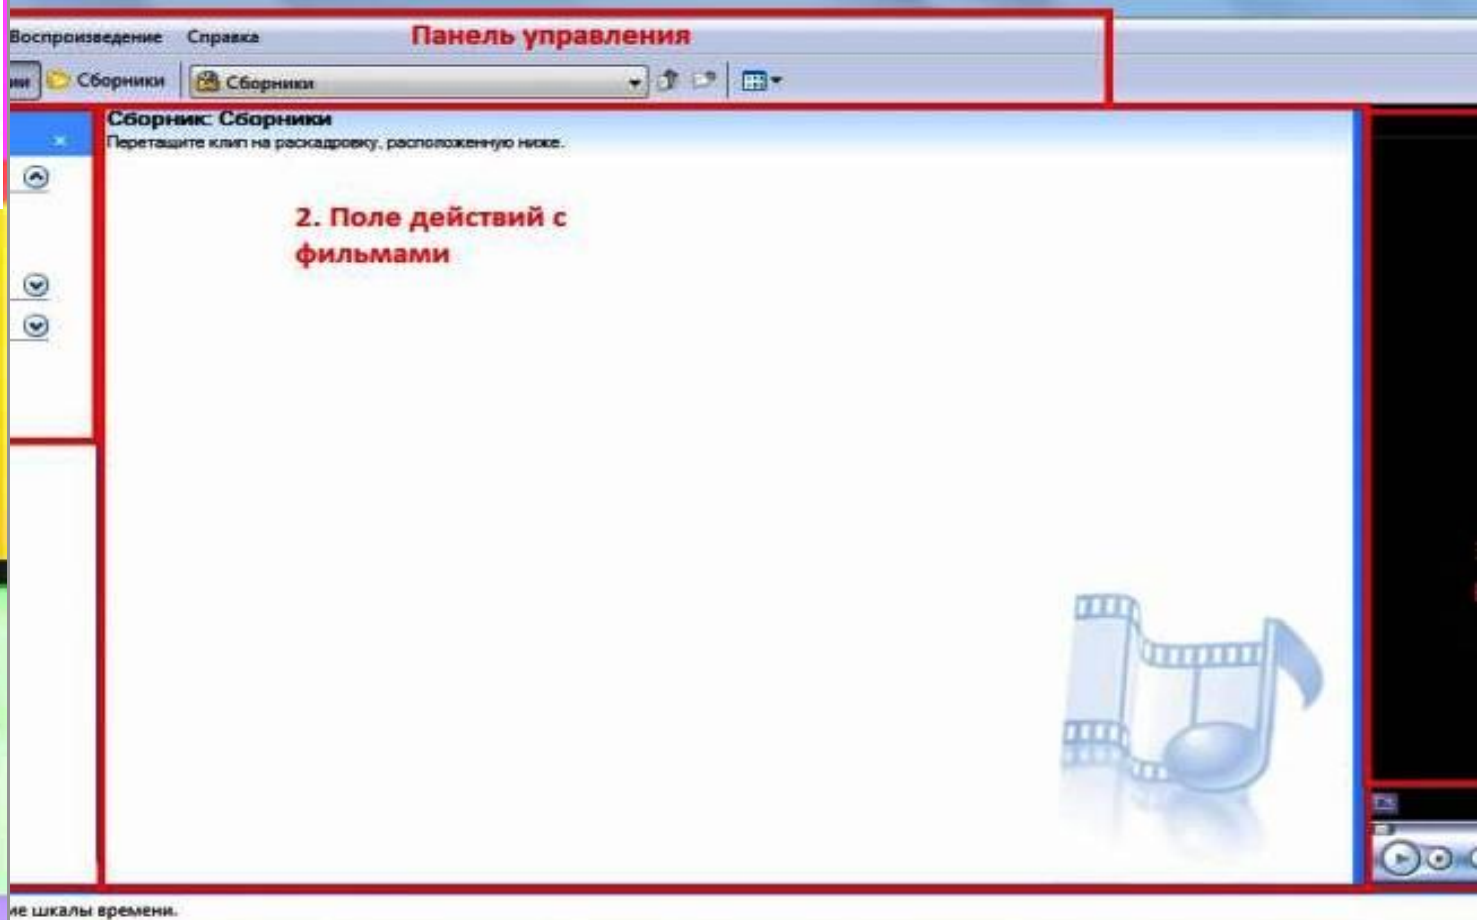 Воспроизведение Справка Панель управления
ии Сборники Сборники
Сборник: Сборники
Перетащите клип на раскадровку, расположенную ниже.
2. Поле действий с
фильмами
ие шкалы времени.